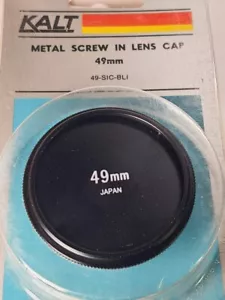 KALT
METAL SCREW IN LENS CAP
49mm
49-SIC-BLI
49mm
JAPAN